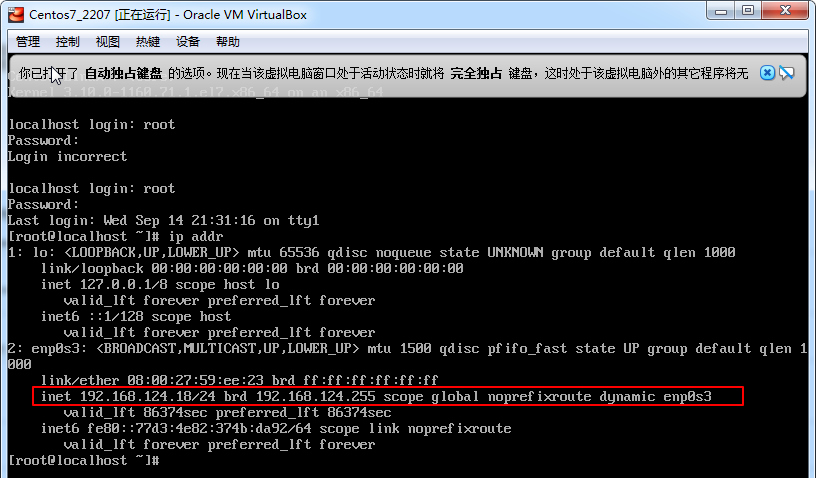 Centos7_2207 [正在运行] - Oracle VM VirtualBox
管理 控制 视图 热键 设备 帮助
你已打开了 自动独占键盘 的选项。现在当该虚拟电脑窗口处于活动状态时就将 完全独占 键盘，这时处于该虚拟电脑外的其它程序将无
Kernel 3.10.0-1160.71.1.el7.x86_64 on an x86_64
localhost login: root
Password:
Login incorrect
localhost login: root
Password:
Last login: Wed Sep 14 21:31:16 on tty1
[root@localhost ~]# ip addr
1: lo: <LOOPBACK,UP,LOWER_UP> mtu 65536 qdisc noqueue state UNKNOWN group default qlen 1000
link/loopback 00:00:00:00:00:00 brd 00:00:00:00:00:00
inet 127.0.0.1/8 scope host lo
valid_lft forever preferred_lft forever
inet6 ::1/128 scope host
valid_lft forever preferred_lft forever
2: enp0s3: <BROADCAST,MULTICAST,UP,LOWER_UP> mtu 1500 qdisc pfifo_fast state UP group default qlen 1
000
link/ether 08:00:27:59:ee:23 brd ff:ff:ff:ff:ff:ff
inet 192.168.124.18/24 brd 192.168.124.255 scope global noprefixroute dynamic enp0s3
valid_lft 86374sec preferred_lft 86374sec
inet6 fe80::77d3:4e82:374b:da92/64 scope link noprefixroute
valid_lft forever preferred_lft forever
[root@localhost ~]#